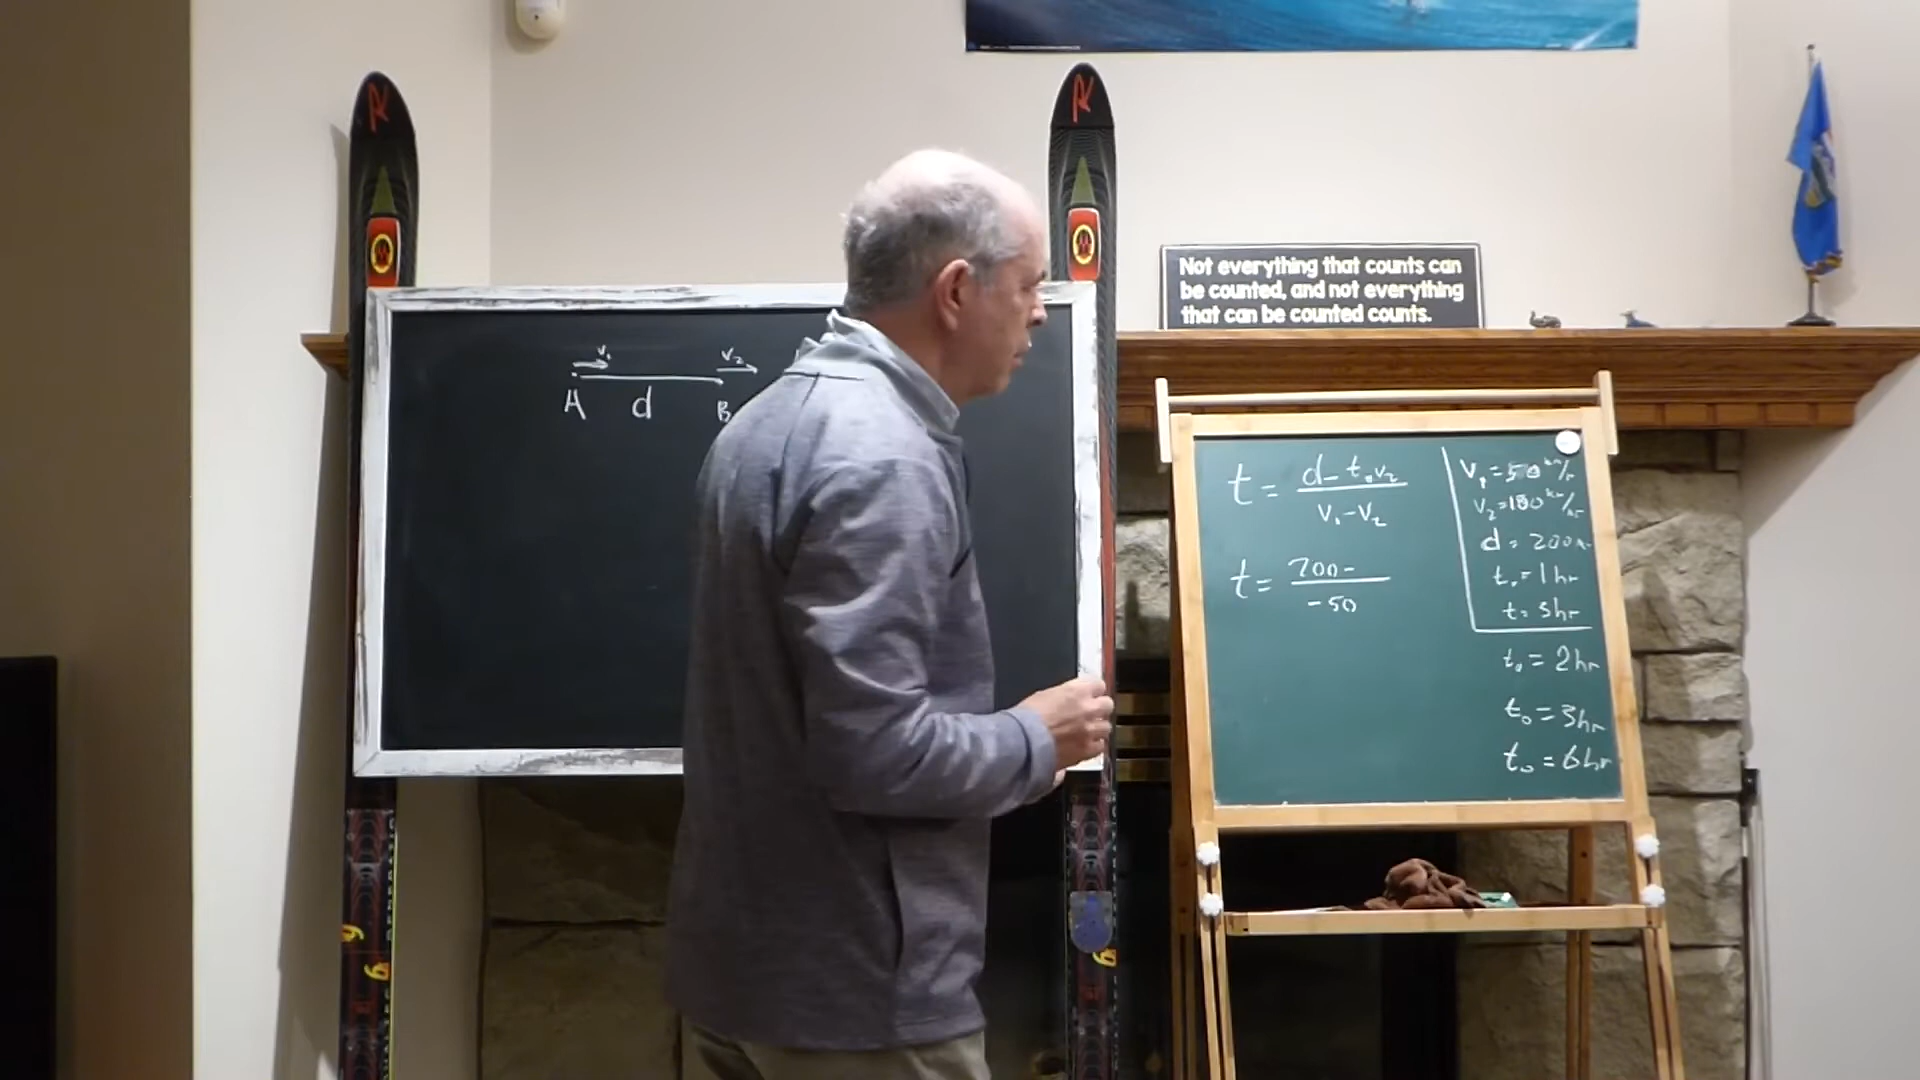 Not everything that counts can
be counted, and not everything
that can be counted counts.
v₁
v₂
A
d
B
t = (d - t₀v₂)/(v₁ - v₂)
t = (200 -)/(-50)
v₁ = 50 km/hr
v₂ = 100 km/hr
d = 200 km
t₀ = 1 hr
t = 5 hr
t₀ = 2 hr
t₀ = 3 hr
t₀ = 6 hr